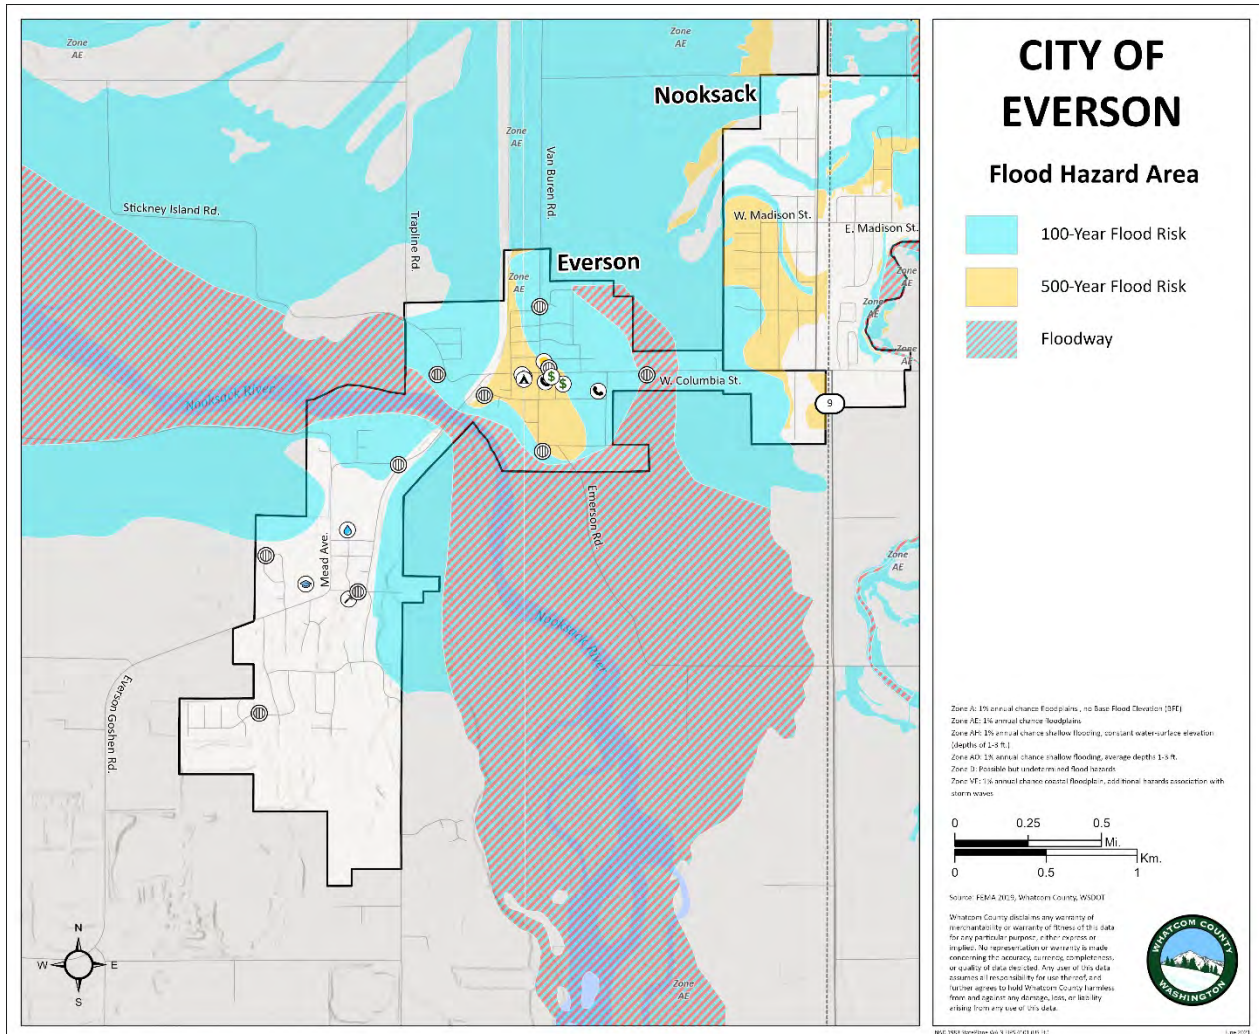 Zone
AE
Zone
AE
Nooksack
Zone
AE
Van Buren Rd.
Stickney Island Rd.
Trapline Rd.
W. Madison St.
E. Madison St.
Everson
Zone
AE
Zone
AE
Zone
AE
Zone
AE
W. Columbia St.
Nooksack River
9
$
$
Emerson Rd.
Mead Ave.
Zone
AE
Nooksack River
Everson Goshen Rd.
Zone
AE
N
W
E
S
CITY OF
EVERSON
Flood Hazard Area
100-Year Flood Risk
500-Year Flood Risk
Floodway
Zone A: 1% annual chance floodplains , no Base Flood Elevation (BFE)
Zone AE: 1% annual chance floodplains
Zone AH: 1% annual chance shallow flooding, constant water-surface elevation
(depths of 1-3 ft.)
Zone AO: 1% annual chance shallow flooding, average depths 1-3 ft.
Zone D: Possible but undetermined flood hazards
Zone VE: 1% annual chance coastal floodplain, additional hazards association with
storm waves
0 0.25 0.5
Mi.
Km.
0 0.5 1
Source: FEMA 2019, Whatcom County, WSDOT
Whatcom County disclaims any warranty of
merchantability or warranty of fitness of this data
for any particular purpose, either express or
implied. No representation or warranty is made
concerning the accuracy, currency, completeness,
or quality of data depicted. Any user of this data
assumes all responsibility for use thereof, and
further agrees to hold Whatcom County harmless
from and against any damage, loss, or liability
arising from any use of this data.
WHATCOM COUNTY
WASHINGTON